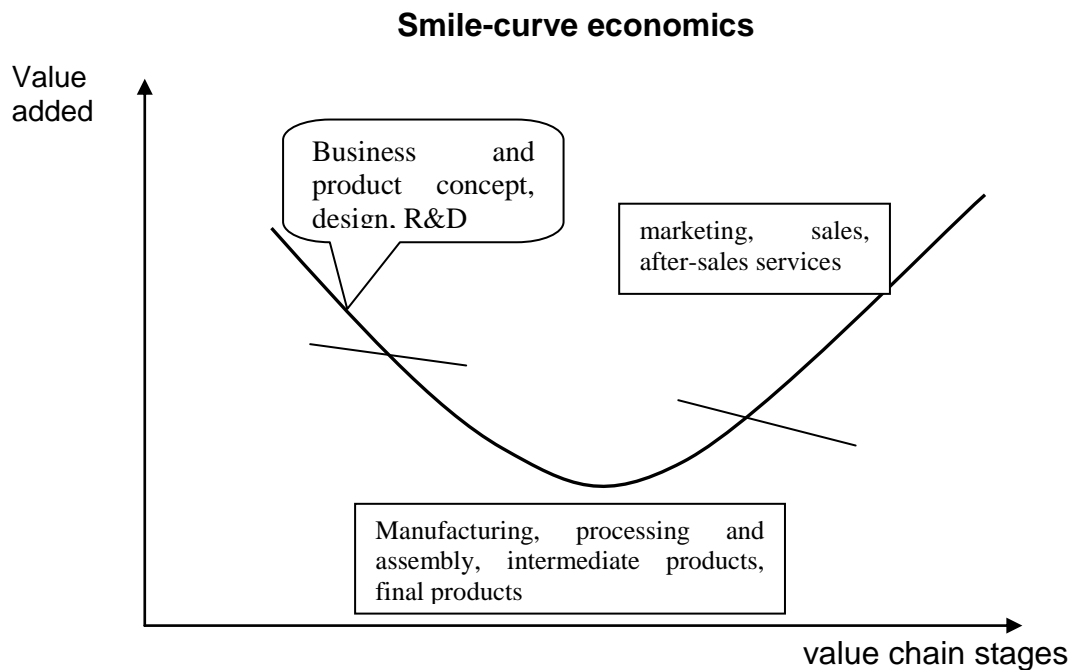 Smile-curve economics
Value
added
Business and
product concept,
design, R&D
marketing, sales,
after-sales services
Manufacturing, processing and
assembly, intermediate products,
final products
value chain stages